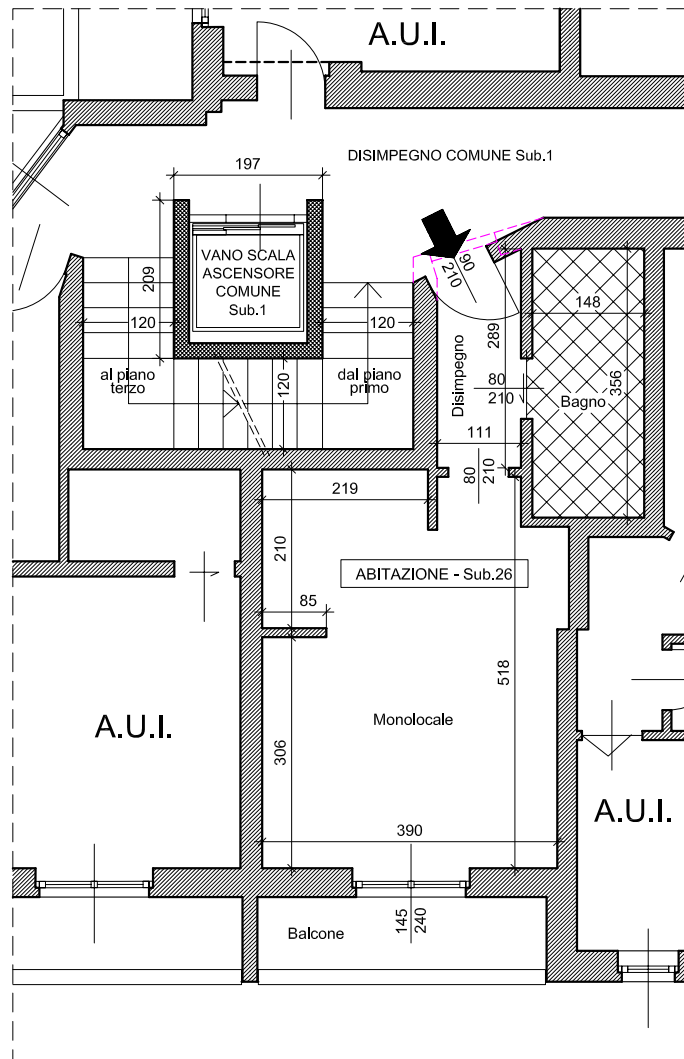 A.U.I.
DISIMPEGNO COMUNE Sub.1
197
VANO SCALA
ASCENSORE
COMUNE
Sub.1
209
90
210
120
120
120
289
148
356
al piano
terzo
dal piano
primo
Disimpegno
80
210
Bagno
111
80
210
219
210
ABITAZIONE - Sub.26
85
518
Monolocale
306
A.U.I.
A.U.I.
390
145
240
Balcone